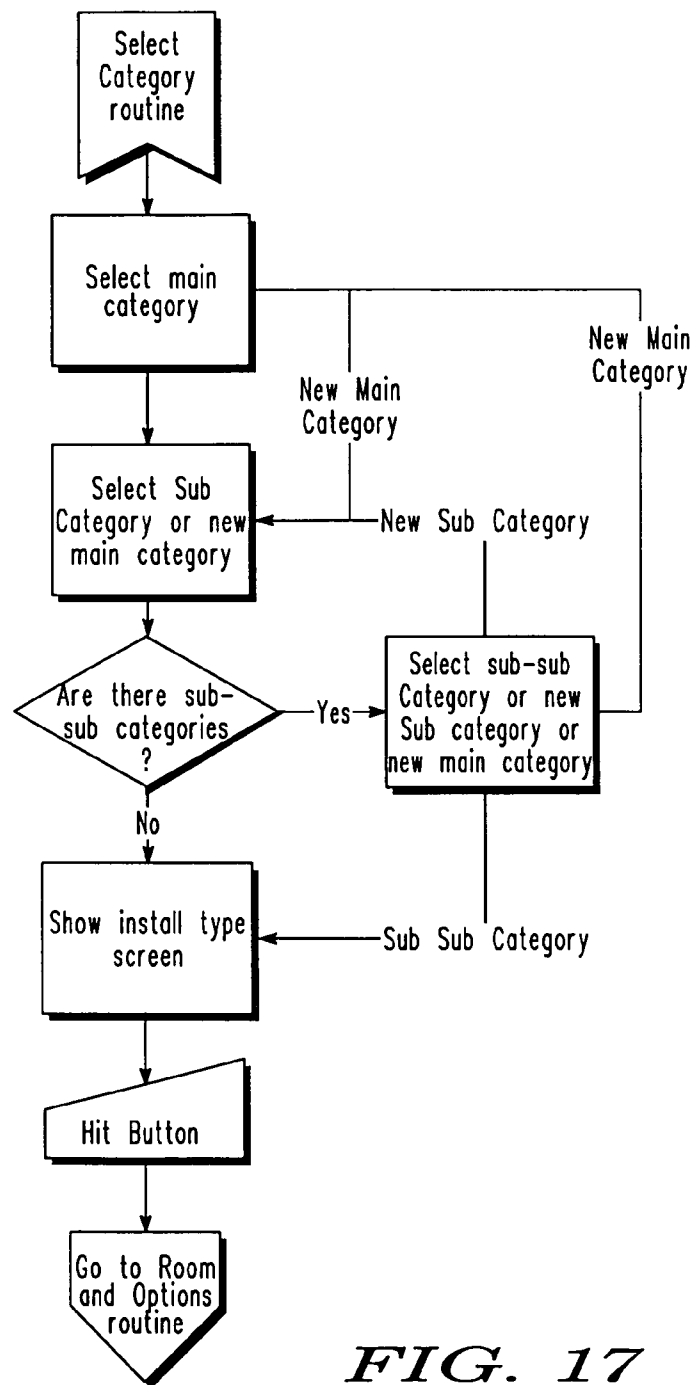 Select
Category
routine
Select main
category
New Main
Category
New Main
Category
Select Sub
Category or new
main category
New Sub Category
Are there sub-
sub categories
?
Yes
Select sub-sub
Category or new
Sub category or
new main category
No
Show install type
screen
Sub Sub Category
Hit Button
Go to Room
and Options
routine
FIG. 17